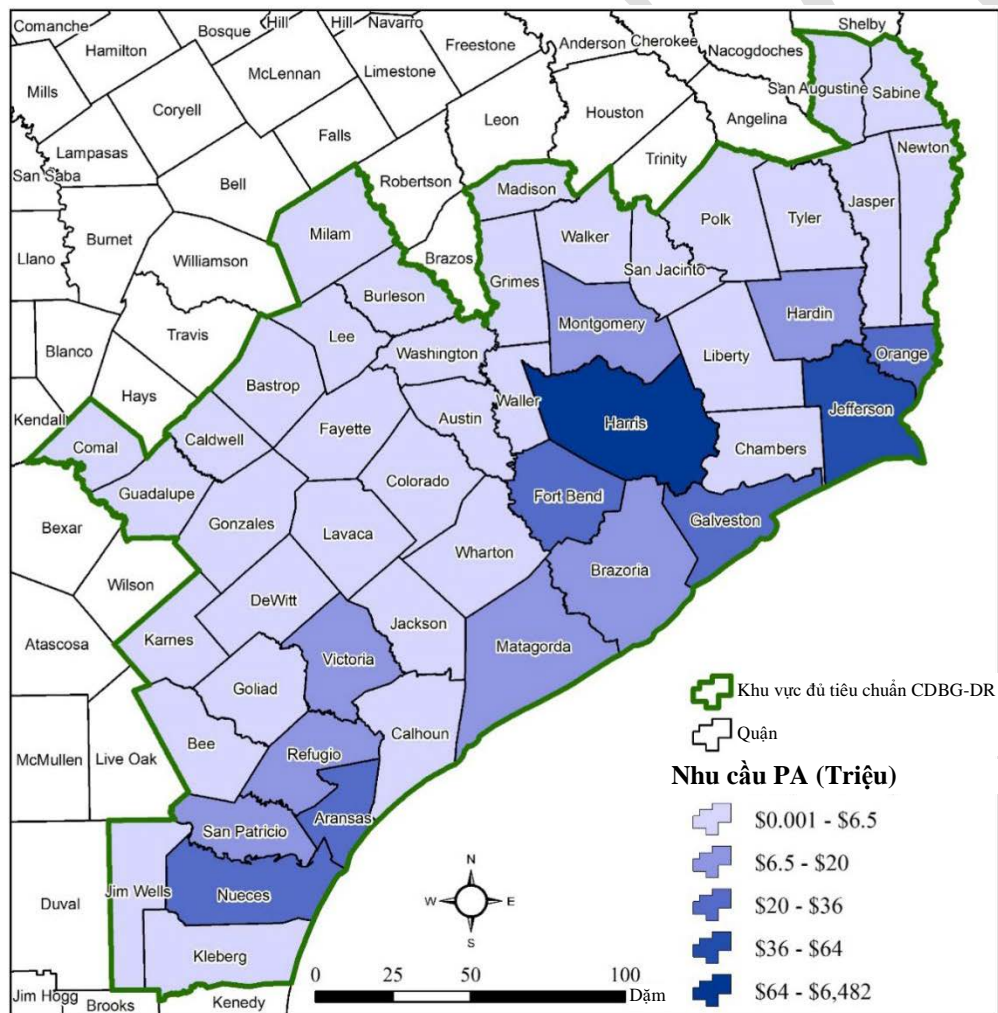 Comanche
Hill
Bosque
Hill
Hill
Navarro
Shelby
Hamilton
Freestone
Anderson
Cherokee
Nacogdoches
McLennan
Limestone
Mills
San Augustine
Sabine
Coryell
Leon
Houston
Angelina
Falls
Newton
Lampasas
Trinity
San Saba
Bell
Robertson
Madison
Jasper
Burnet
Milam
Walker
Polk
Tyler
Llano
Williamson
Brazos
San Jacinto
Grimes
Burleson
Hardin
Travis
Montgomery
Blanco
Lee
Washington
Liberty
Orange
Bastrop
Hays
Waller
Jefferson
Kendall
Austin
Harris
Caldwell
Fayette
Comal
Chambers
Colorado
Guadalupe
Fort Bend
Gonzales
Galveston
Bexar
Lavaca
Wharton
Brazoria
Wilson
DeWitt
Jackson
Atascosa
Karnes
Matagorda
Victoria
Goliad
Calhoun
Bee
Refugio
McMullen
Live Oak
San Patricio
Aransas
Jim Wells
Nueces
Duval
Kleberg
Jim Hogg
Brooks
Kenedy
Khu vực đủ tiêu chuẩn CDBG-DR
Quận
Nhu cầu PA (Triệu)
$0.001 - $6.5
$6.5 - $20
$20 - $36
$36 - $64
$64 - $6,482
N
W
E
S
0 25 50 100
Dặm